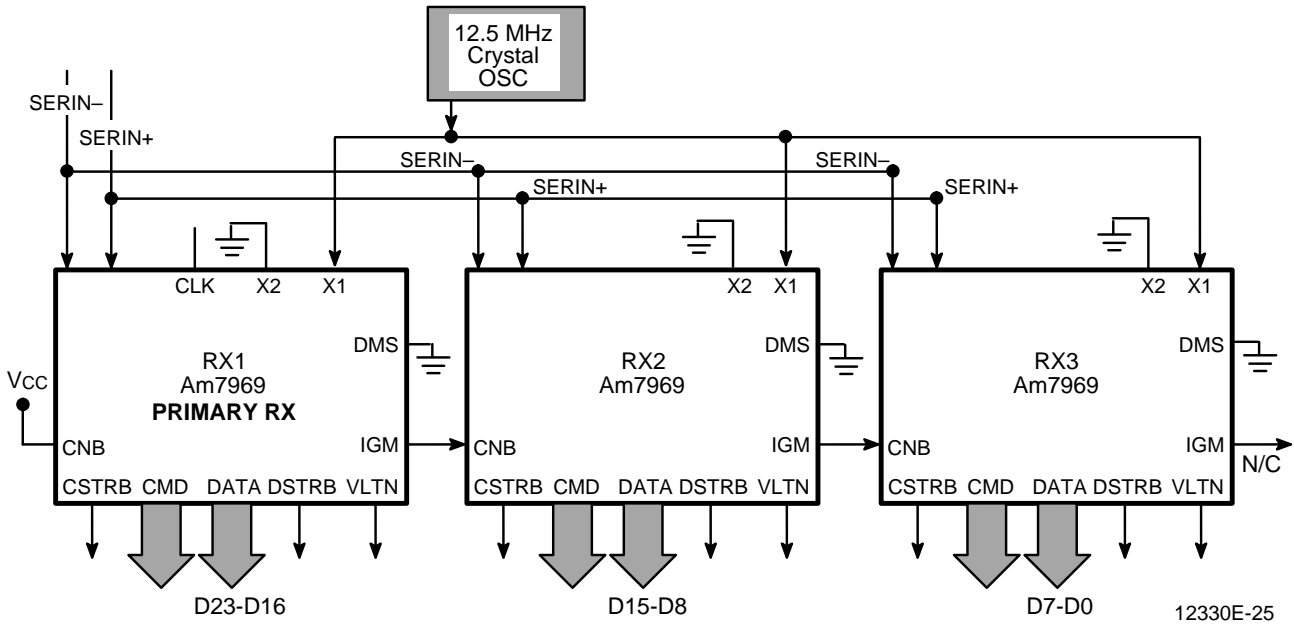 12.5 MHz
Crystal
OSC
SERIN–
SERIN+
SERIN–
SERIN–
SERIN+
SERIN+
CLK X2 X1
X2 X1
X2 X1
DMS
DMS
DMS
RX1
Am7969
PRIMARY RX
RX2
Am7969
RX3
Am7969
VCC
CNB
IGM
CNB
IGM
CNB
IGM
N/C
CSTRB CMD DATA DSTRB VLTN
CSTRB CMD DATA DSTRB VLTN
CSTRB CMD DATA DSTRB VLTN
D23-D16
D15-D8
D7-D0
12330E-25